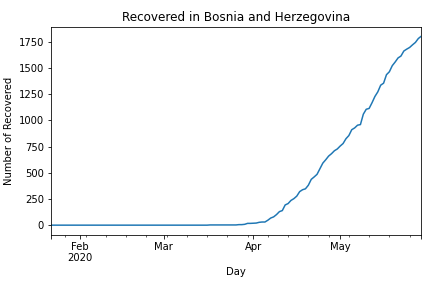 Recovered in Bosnia and Herzegovina
Number of Recovered
1750
1500
1250
1000
750
500
250
0
Feb
2020
Mar
Apr
May
Day